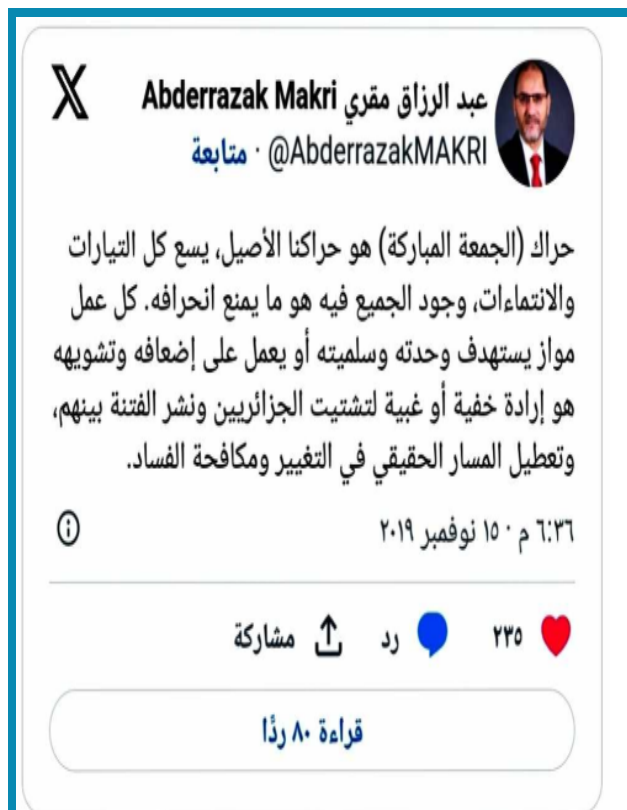 عبد الرزاق مقري Abderrazak Makri
@AbderrazakMAKRI · متابعة
حراك (الجمعة المباركة) هو حراكنا الأصيل، يسع كل التيارات
والانتماءات، وجود الجميع فيه هو ما يمنع انحرافه. كل عمل
مواز يستهدف وحدته وسلميته أو يعمل على إضعافه وتشويهه
هو إرادة خفية أو غبية لتشتيت الجزائريين ونشر الفتنة بينهم،
وتعطيل المسار الحقيقي في التغيير ومكافحة الفساد.
٦:٣٦ م · ١٥ نوفمبر ٢٠١٩
٢٣٥ رد مشاركة
قراءة ٨٠ ردًا